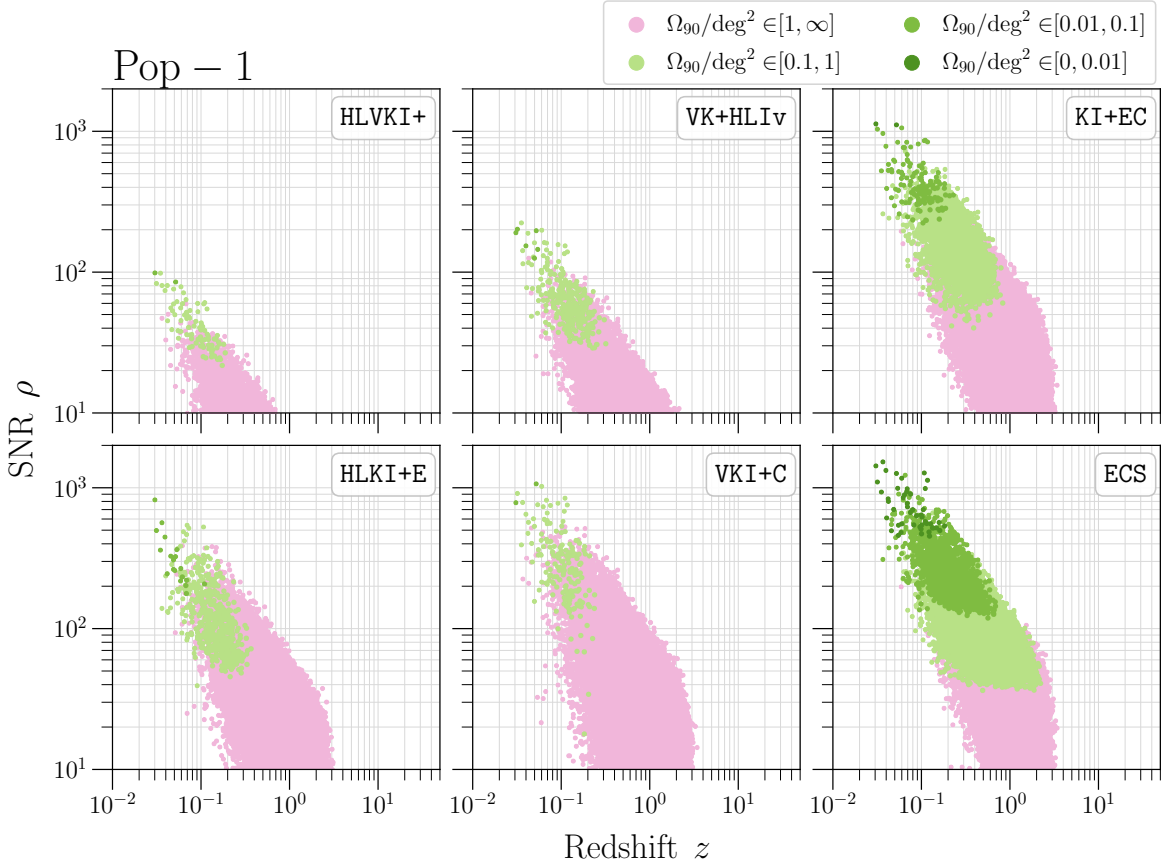 Ω₉₀/deg² ∈[1, ∞]
Ω₉₀/deg² ∈[0.01, 0.1]
Ω₉₀/deg² ∈[0.1, 1]
Ω₉₀/deg² ∈[0, 0.01]
Pop − 1
HLVKI+
VK+HLIv
KI+EC
10³
10²
10¹
HLKI+E
VKI+C
ECS
10³
10²
10¹
SNR ρ
10⁻² 10⁻¹ 10⁰ 10¹
10⁻² 10⁻¹ 10⁰ 10¹
10⁻² 10⁻¹ 10⁰ 10¹
Redshift z